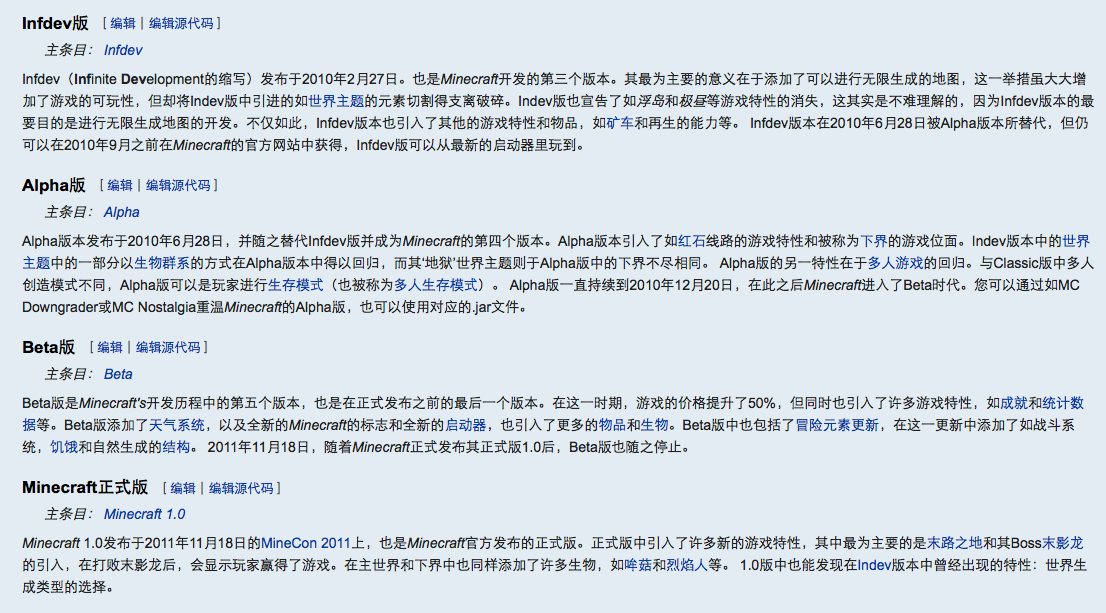 Infdev版 [ 编辑 | 编辑源代码 ]
主条目： Infdev
Infdev（Infinite Development的缩写）发布于2010年2月27日。也是Minecraft开发的第三个版本。其最为主要的意义在于添加了可以进行无限生成的地图，这一举措虽大大增
加了游戏的可玩性，但却将Indev版中引进的如世界主题的元素切割得支离破碎。Indev版也宣告了如浮岛和极昼等游戏特性的消失，这其实是不难理解的，因为Infdev版本的最
要目的是进行无限生成地图的开发。不仅如此，Infdev版本也引入了其他的游戏特性和物品，如矿车和再生的能力等。 Infdev版本在2010年6月28日被Alpha版本所替代，但仍
可以在2010年9月之前在Minecraft的官方网站中获得，Infdev版可以从最新的启动器里玩到。
Alpha版 [ 编辑 | 编辑源代码 ]
主条目： Alpha
Alpha版本发布于2010年6月28日，并随之替代Infdev版并成为Minecraft的第四个版本。Alpha版本引入了如红石线路的游戏特性和被称为下界的游戏位面。Indev版本中的世界
主题中的一部分以生物群系的方式在Alpha版本中得以回归，而其‘地狱’世界主题则于Alpha版中的下界不尽相同。 Alpha版的另一特性在于多人游戏的回归。与Classic版中多人
创造模式不同，Alpha版可以是玩家进行生存模式（也被称为多人生存模式）。 Alpha版一直持续到2010年12月20日，在此之后Minecraft进入了Beta时代。您可以通过如MC
Downgrader或MC Nostalgia重温Minecraft的Alpha版，也可以使用对应的.jar文件。
Beta版 [ 编辑 | 编辑源代码 ]
主条目： Beta
Beta版是Minecraft's开发历程中的第五个版本，也是在正式发布之前的最后一个版本。在这一时期，游戏的价格提升了50%，但同时也引入了许多游戏特性，如成就和统计数
据等。Beta版添加了天气系统，以及全新的Minecraft的标志和全新的启动器，也引入了更多的物品和生物。Beta版中也包括了冒险元素更新，在这一更新中添加了如战斗系
统，饥饿和自然生成的结构。 2011年11月18日，随着Minecraft正式发布其正式版1.0后，Beta版也随之停止。
Minecraft正式版 [ 编辑 | 编辑源代码 ]
主条目： Minecraft 1.0
Minecraft 1.0发布于2011年11月18日的MineCon 2011上，也是Minecraft官方发布的正式版。正式版中引入了许多新的游戏特性，其中最为主要的是末路之地和其Boss末影龙
的引入，在打败末影龙后，会显示玩家赢得了游戏。在主世界和下界中也同样添加了许多生物，如哞菇和烈焰人等。 1.0版中也能发现在Indev版本中曾经出现的特性：世界生
成类型的选择。